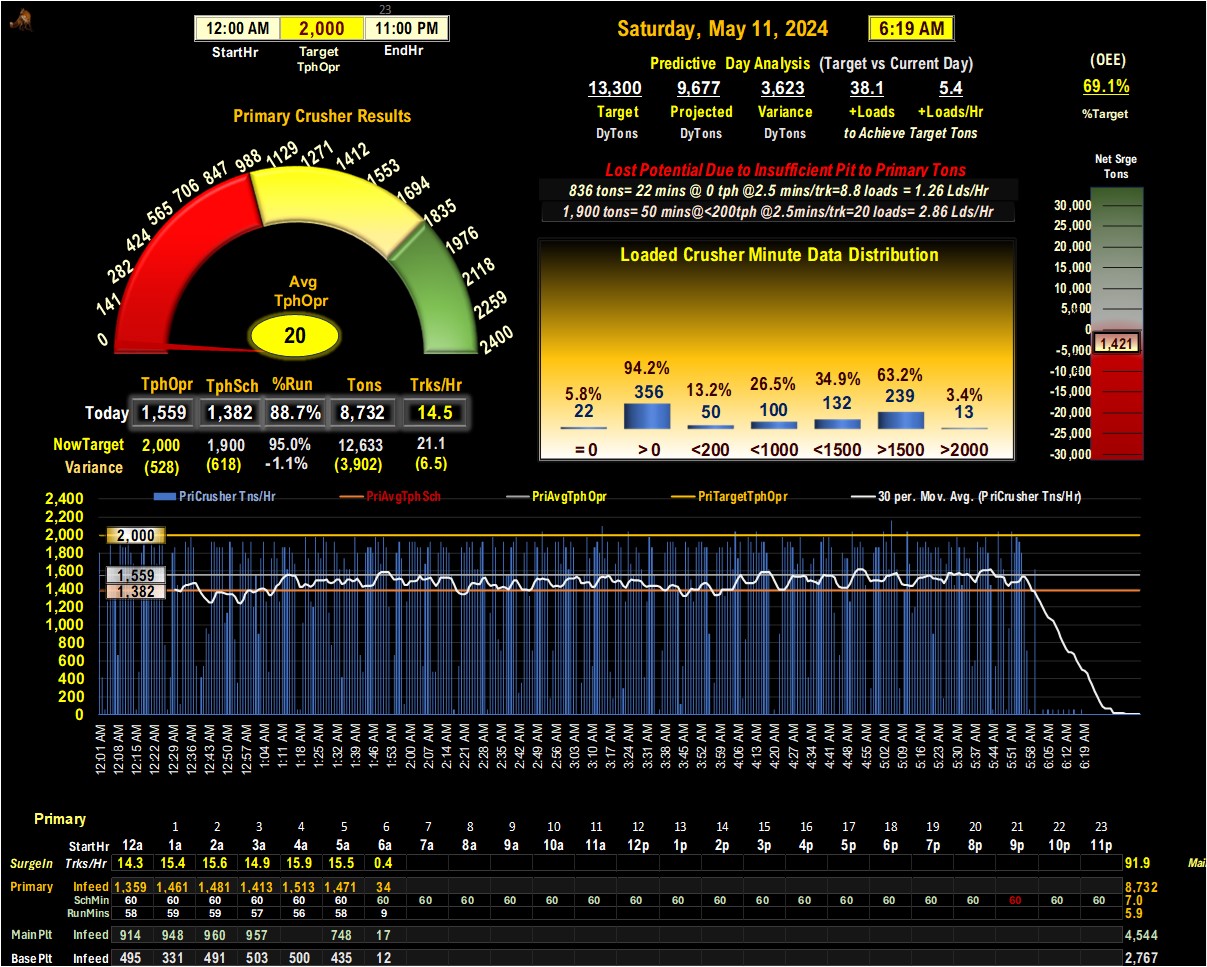 23
12:00 AM 2,000 11:00 PM
StartHr Target TphOpr EndHr
Saturday, May 11, 2024 6:19 AM
Predictive Day Analysis (Target vs Current Day)
13,300 9,677 3,623 38.1 5.4
Target Projected Variance +Loads +Loads/Hr
DyTons DyTons DyTons to Achieve Target Tons
(OEE)
69.1%
%Target
Primary Crusher Results
0 141 282 424 565 706 847 988 1129 1271 1412 1553 1694 1835 1976 2118 2259 2400
Avg
TphOpr
20
Lost Potential Due to Insufficient Pit to Primary Tons
836 tons= 22 mins @ 0 tph @2.5 mins/trk=8.8 loads = 1.26 Lds/Hr
1,900 tons= 50 mins@<200tph @2.5mins/trk=20 loads= 2.86 Lds/Hr
Net Srge
Tons
30,000
25,000
20,000
15,000
10,000
5,000
0
1,421
-5,000
-10,000
-15,000
-20,000
-25,000
-30,000
Loaded Crusher Minute Data Distribution
5.8% 94.2% 13.2% 26.5% 34.9% 63.2% 3.4%
22 356 50 100 132 239 13
=0 >0 <200 <1000 <1500 >1500 >2000
TphOpr TphSch %Run Tons Trks/Hr
Today 1,559 1,382 88.7% 8,732 14.5
NowTarget 2,000 1,900 95.0% 12,633 21.1
Variance (528) (618) -1.1% (3,902) (6.5)
PriCrusher Tns/Hr PriAvgTphSch PriAvgTphOpr PriTargetTphOpr 30 per. Mov. Avg. (PriCrusher Tns/Hr)
2,400
2,200
2,000
1,800
1,600
1,400
1,200
1,000
800
600
400
200
0
2,000
1,559
1,382
12:01 AM 12:08 AM 12:15 AM 12:22 AM 12:29 AM 12:36 AM 12:43 AM 12:50 AM 12:57 AM 1:04 AM 1:11 AM 1:18 AM 1:25 AM 1:32 AM 1:39 AM 1:46 AM 1:53 AM 2:00 AM 2:07 AM 2:14 AM 2:21 AM 2:28 AM 2:35 AM 2:42 AM 2:49 AM 2:56 AM 3:03 AM 3:10 AM 3:17 AM 3:24 AM 3:31 AM 3:38 AM 3:45 AM 3:52 AM 3:59 AM 4:06 AM 4:13 AM 4:20 AM 4:27 AM 4:34 AM 4:41 AM 4:48 AM 4:55 AM 5:02 AM 5:09 AM 5:16 AM 5:23 AM 5:30 AM 5:37 AM 5:44 AM 5:51 AM 5:58 AM 6:05 AM 6:12 AM 6:19 AM
Primary
1 2 3 4 5 6 7 8 9 10 11 12 13 14 15 16 17 18 19 20 21 22 23
StartHr 12a 1a 2a 3a 4a 5a 6a 7a 8a 9a 10a 11a 12p 1p 2p 3p 4p 5p 6p 7p 8p 9p 10p 11p
SurgeIn Trks/Hr 14.3 15.4 15.6 14.9 15.9 15.5 0.4 91.9 Mai
Primary Infeed 1,359 1,461 1,481 1,413 1,513 1,471 34 8,732
SchMin 60 60 60 60 60 60 60 60 60 60 60 60 60 60 60 60 60 60 60 60 60 60 60 60 7.0
RunMins 58 59 59 57 56 58 9 5.9
MainPlt Infeed 914 948 960 957 748 17 4,544
BasePlt Infeed 495 331 491 503 500 435 12 2,767